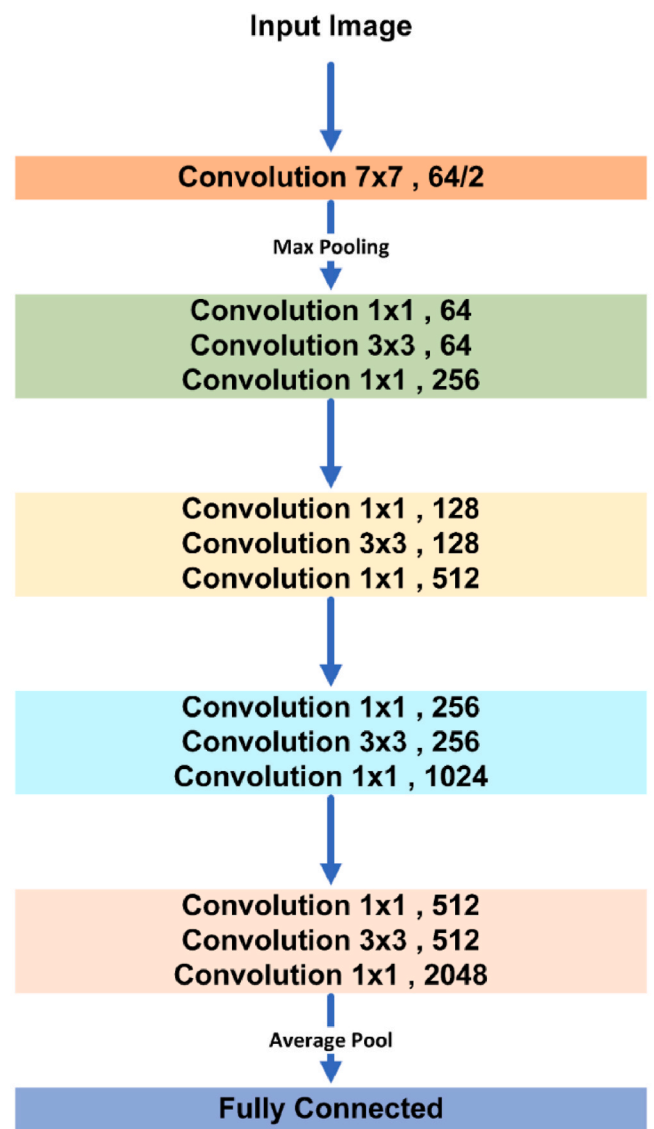 Input Image
Convolution 7x7 , 64/2
Max Pooling
Convolution 1x1 , 64
Convolution 3x3 , 64
Convolution 1x1 , 256
Convolution 1x1 , 128
Convolution 3x3 , 128
Convolution 1x1 , 512
Convolution 1x1 , 256
Convolution 3x3 , 256
Convolution 1x1 , 1024
Convolution 1x1 , 512
Convolution 3x3 , 512
Convolution 1x1 , 2048
Average Pool
Fully Connected